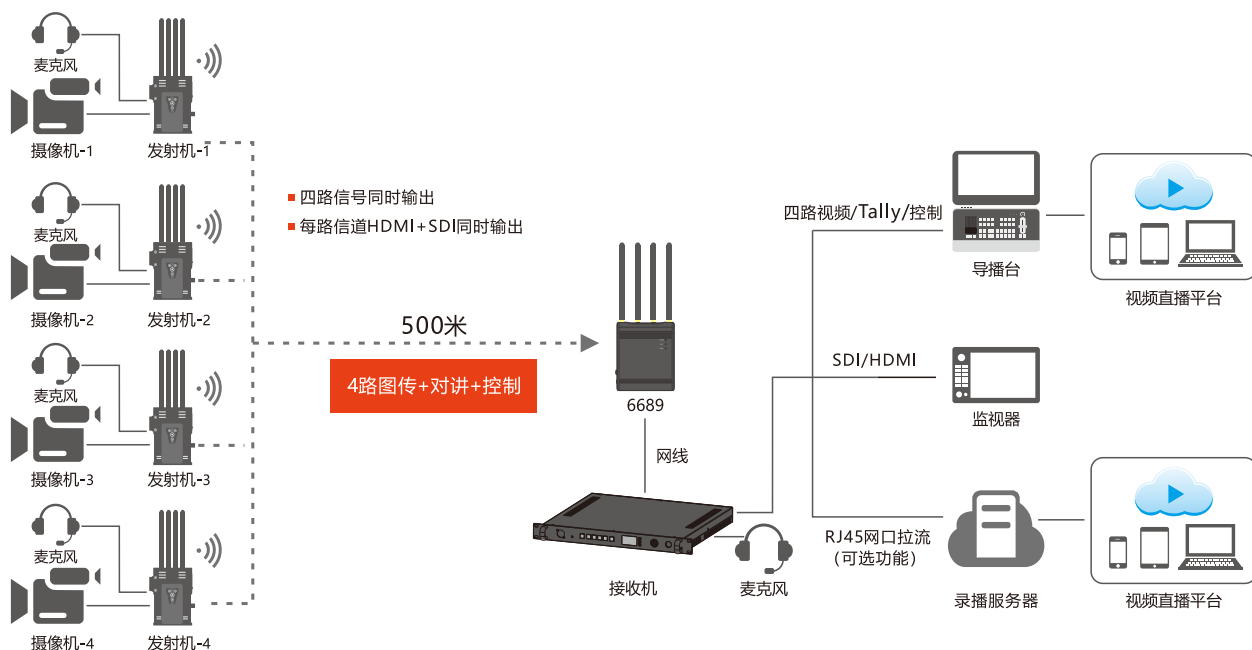 麦克风
摄像机-1
发射机-1
麦克风
摄像机-2
发射机-2
麦克风
摄像机-3
发射机-3
麦克风
摄像机-4
发射机-4
四路信号同时输出
每路信道HDMI+SDI同时输出
500米
4路图传+对讲+控制
6689
网线
接收机
麦克风
四路视频/Tally/控制
导播台
视频直播平台
SDI/HDMI
监视器
RJ45网口拉流
(可选功能)
录播服务器
视频直播平台